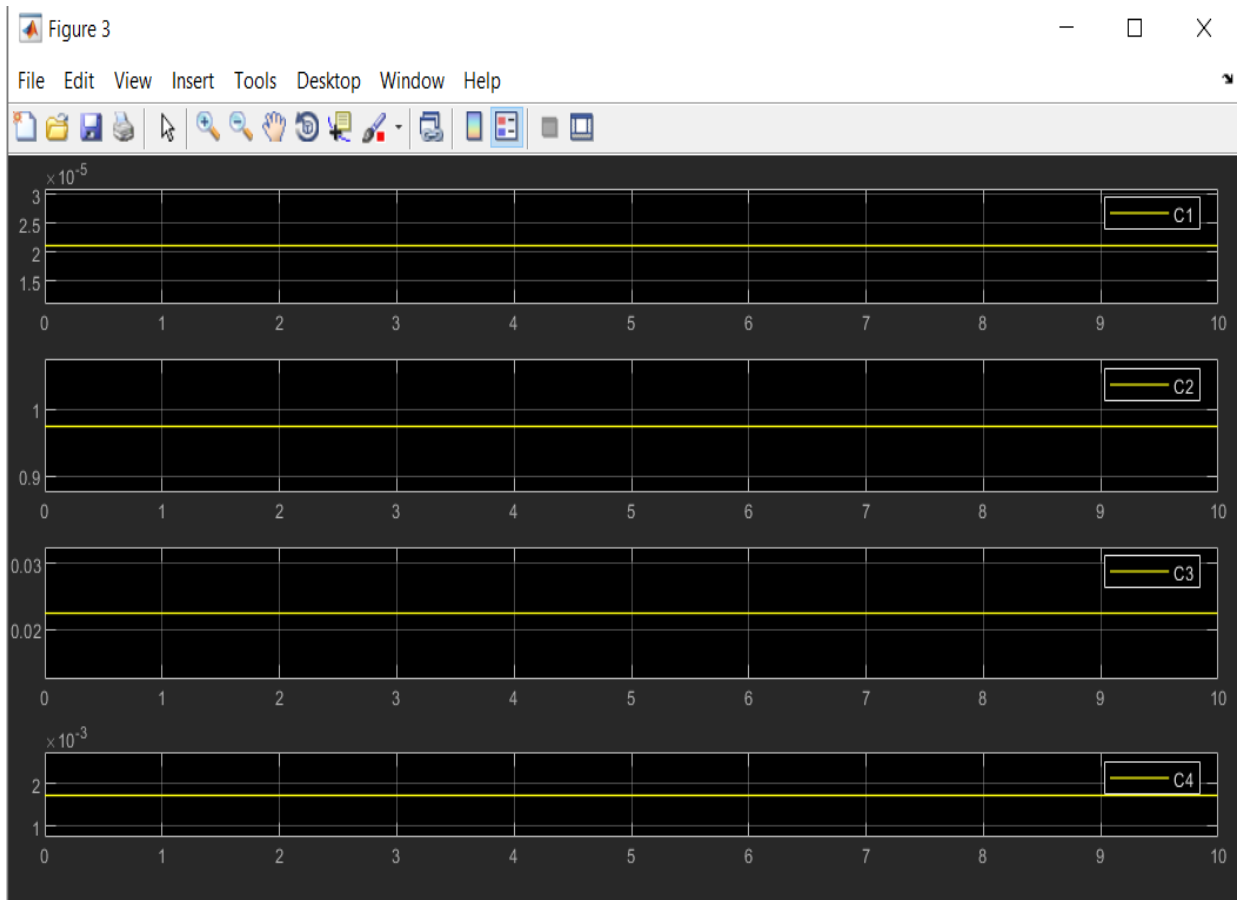 Figure 3
File Edit View Insert Tools Desktop Window Help
×10⁻⁵
3
2.5
2
1.5
C1
0 1 2 3 4 5 6 7 8 9 10
1
0.9
C2
0 1 2 3 4 5 6 7 8 9 10
0.03
0.02
C3
0 1 2 3 4 5 6 7 8 9 10
×10⁻³
2
1
C4
0 1 2 3 4 5 6 7 8 9 10